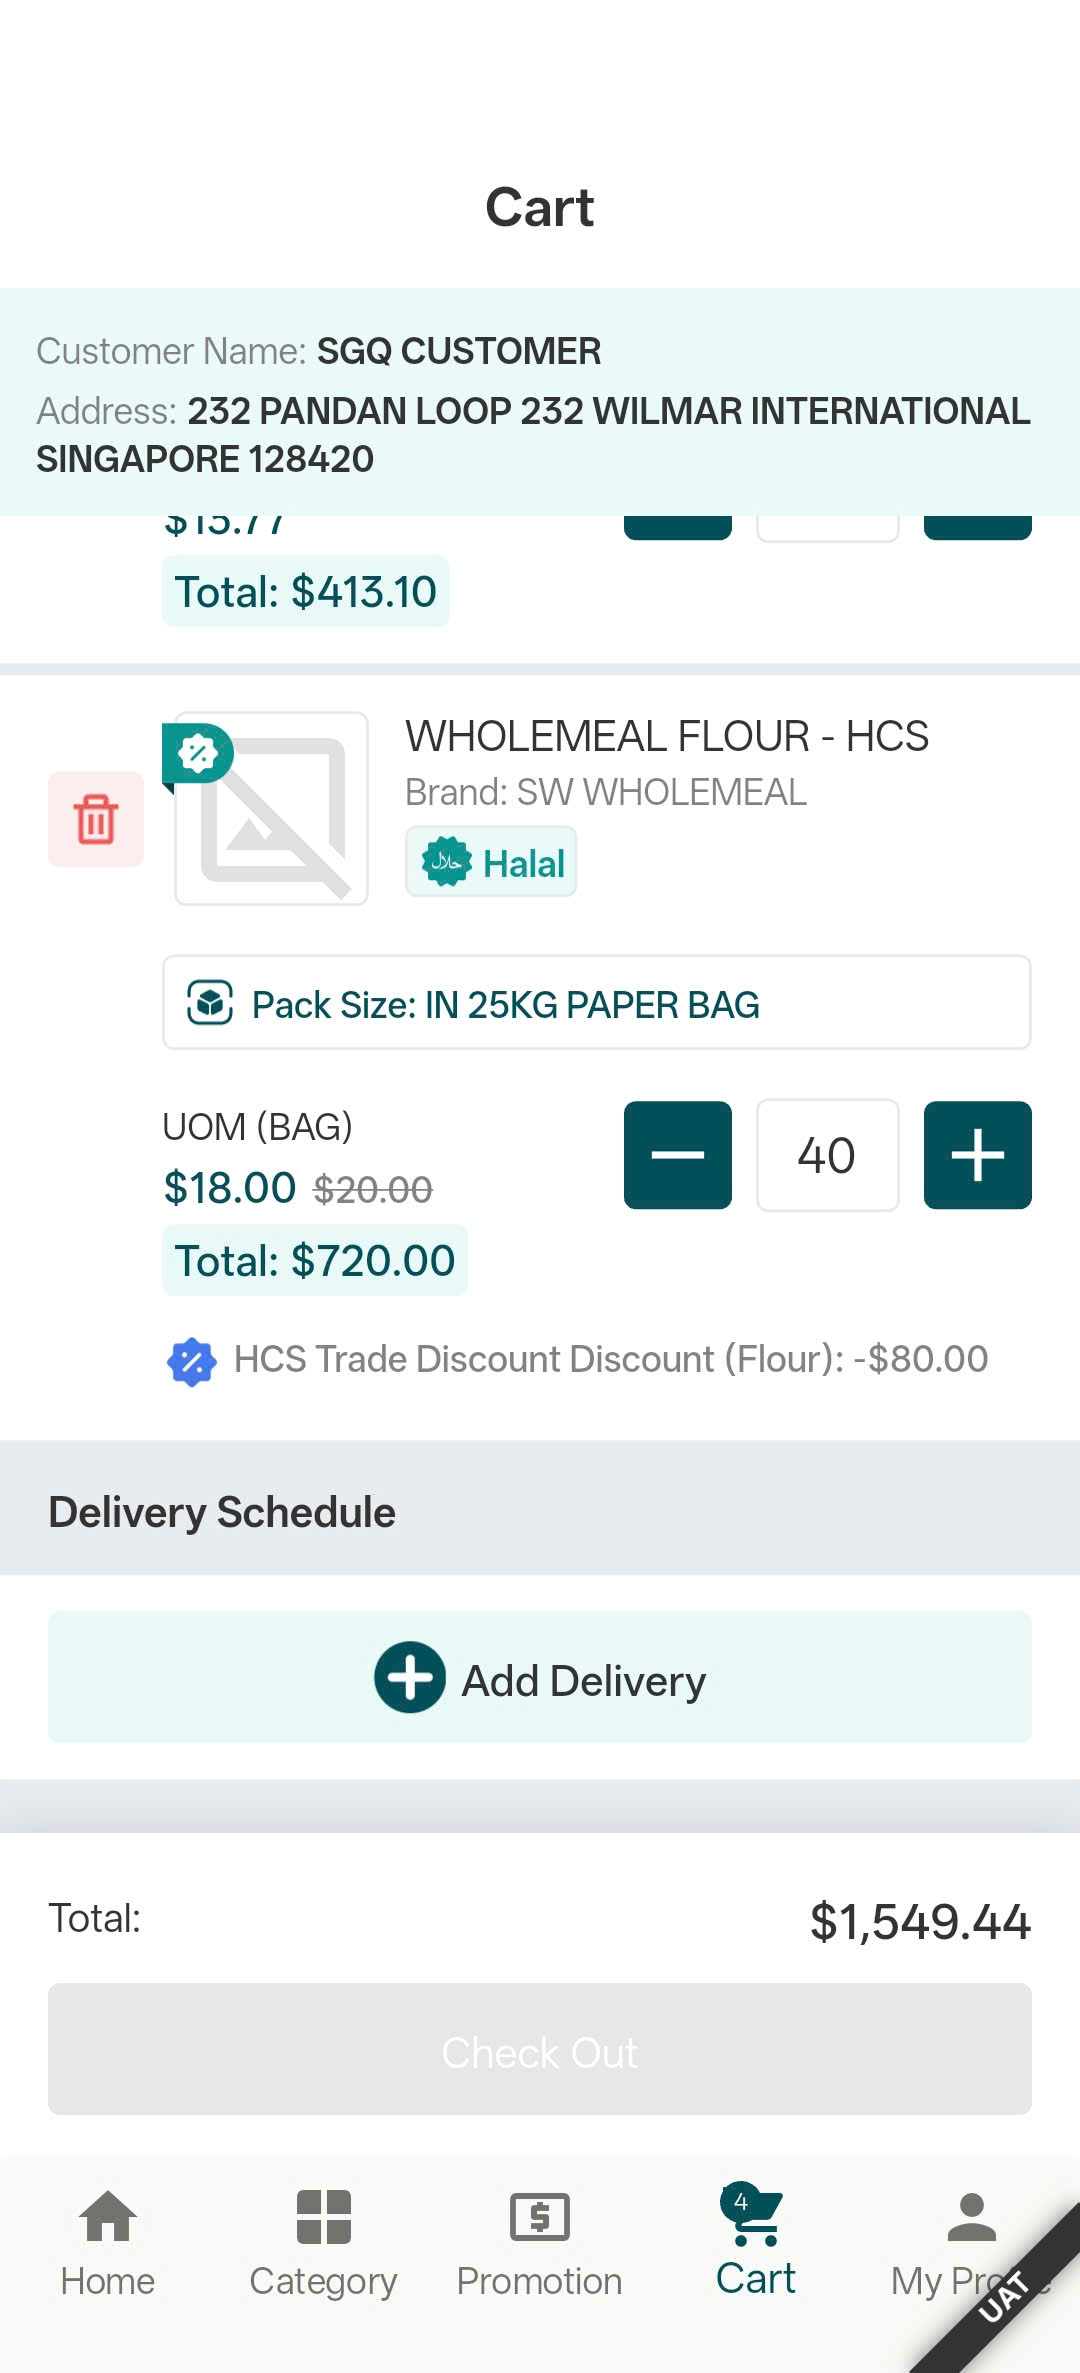 Cart
Customer Name: SGQ CUSTOMER
Address: 232 PANDAN LOOP 232 WILMAR INTERNATIONAL
SINGAPORE 128420
Total: $413.10
WHOLEMEAL FLOUR - HCS
Brand: SW WHOLEMEAL
حلال Halal
Pack Size: IN 25KG PAPER BAG
UOM (BAG)
40
$18.00 $20.00
Total: $720.00
HCS Trade Discount Discount (Flour): -$80.00
Delivery Schedule
Add Delivery
Total:
$1,549.44
Check Out
4
Home
Category
Promotion
Cart
My
UAT